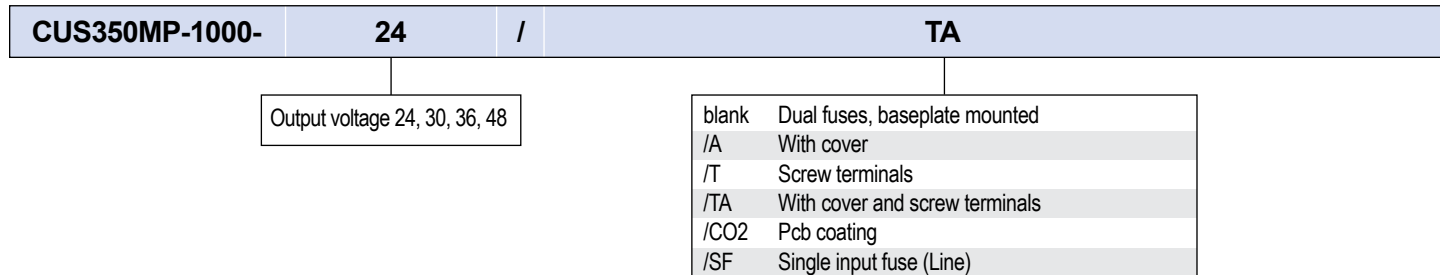 CUS350MP-1000- 24 / TA
Output voltage 24, 30, 36, 48
blank Dual fuses, baseplate mounted
/A With cover
/T Screw terminals
/TA With cover and screw terminals
/CO2 Pcb coating
/SF Single input fuse (Line)